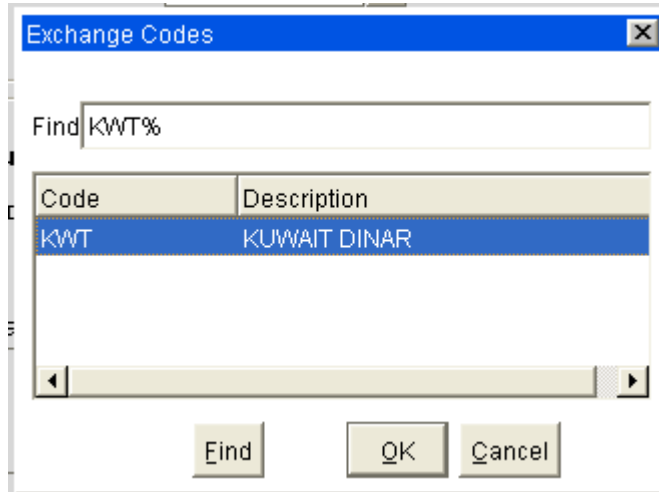 Exchange Codes
Find KWT%
Code Description
KWT KUWAIT DINAR
Find OK Cancel